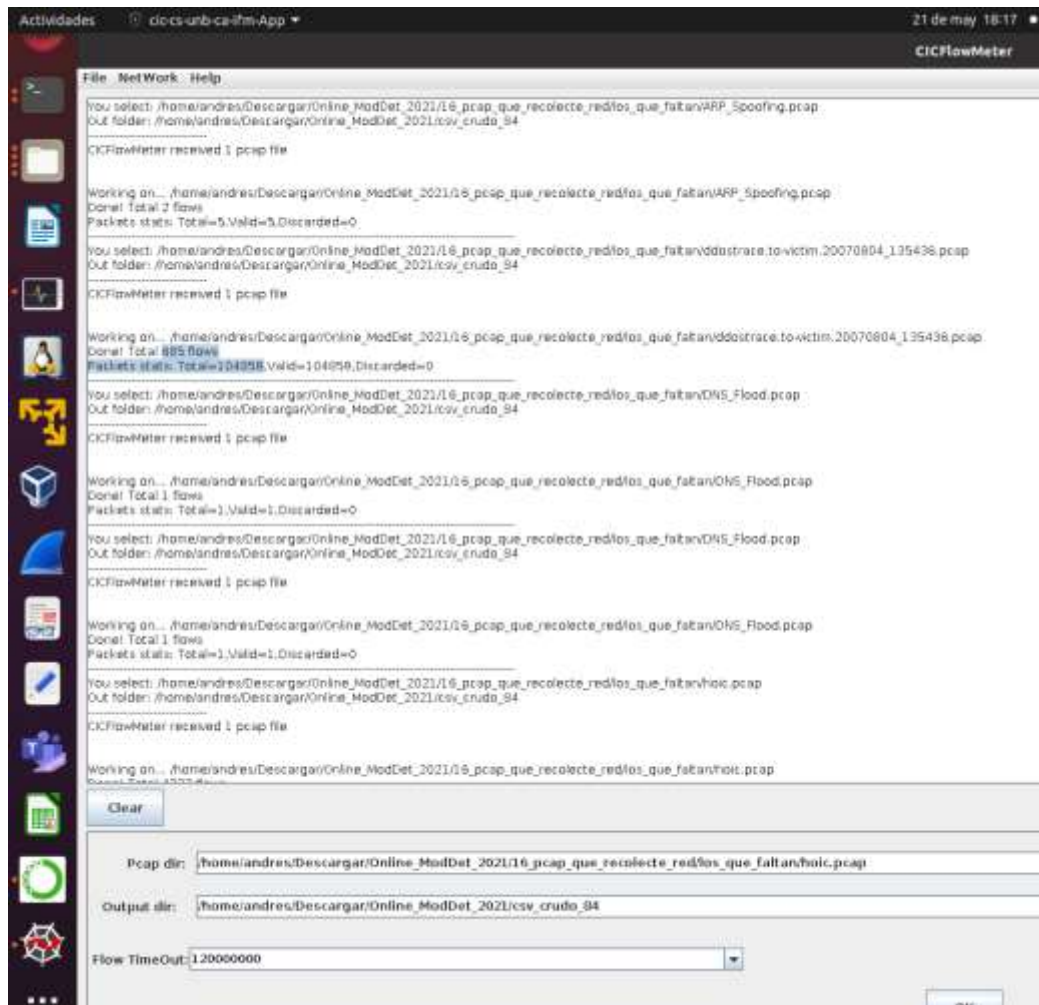 Actividades
cic-cs-unb-ca-ifm-App
21 de may 18:17
CICFlowMeter
File NetWork Help
You select: /home/andres/Descargar/Online_ModDet_2021/16_pcap_que_recolecte_red/los_que_faltan/ARP_Spoofing.pcap
Out folder: /home/andres/Descargar/Online_ModDet_2021/csv_crudo_84
CICFlowMeter received 1 pcap file
Working on... /home/andres/Descargar/Online_ModDet_2021/16_pcap_que_recolecte_red/los_que_faltan/ARP_Spoofing.pcap
Done! Total 2 flows
Packets stats: Total=5,Valid=5,Discarded=0
You select: /home/andres/Descargar/Online_ModDet_2021/16_pcap_que_recolecte_red/los_que_faltan/ddostrace.to-victim.20070804_135436.pcap
Out folder: /home/andres/Descargar/Online_ModDet_2021/csv_crudo_84
CICFlowMeter received 1 pcap file
Working on... /home/andres/Descargar/Online_ModDet_2021/16_pcap_que_recolecte_red/los_que_faltan/ddostrace.to-victim.20070804_135436.pcap
Done! Total 685 flows
Packets stats: Total=104858,Valid=104858,Discarded=0
You select: /home/andres/Descargar/Online_ModDet_2021/16_pcap_que_recolecte_red/los_que_faltan/DNS_Flood.pcap
Out folder: /home/andres/Descargar/Online_ModDet_2021/csv_crudo_84
CICFlowMeter received 1 pcap file
Working on... /home/andres/Descargar/Online_ModDet_2021/16_pcap_que_recolecte_red/los_que_faltan/DNS_Flood.pcap
Done! Total 1 flows
Packets stats: Total=1,Valid=1,Discarded=0
You select: /home/andres/Descargar/Online_ModDet_2021/16_pcap_que_recolecte_red/los_que_faltan/DNS_Flood.pcap
Out folder: /home/andres/Descargar/Online_ModDet_2021/csv_crudo_84
CICFlowMeter received 1 pcap file
Working on... /home/andres/Descargar/Online_ModDet_2021/16_pcap_que_recolecte_red/los_que_faltan/DNS_Flood.pcap
Done! Total 1 flows
Packets stats: Total=1,Valid=1,Discarded=0
You select: /home/andres/Descargar/Online_ModDet_2021/16_pcap_que_recolecte_red/los_que_faltan/hoic.pcap
Out folder: /home/andres/Descargar/Online_ModDet_2021/csv_crudo_84
CICFlowMeter received 1 pcap file
Working on... /home/andres/Descargar/Online_ModDet_2021/16_pcap_que_recolecte_red/los_que_faltan/hoic.pcap
Clear
Pcap dir: /home/andres/Descargar/Online_ModDet_2021/16_pcap_que_recolecte_red/los_que_faltan/hoic.pcap
Output dir: /home/andres/Descargar/Online_ModDet_2021/csv_crudo_84
Flow TimeOut: 120000000